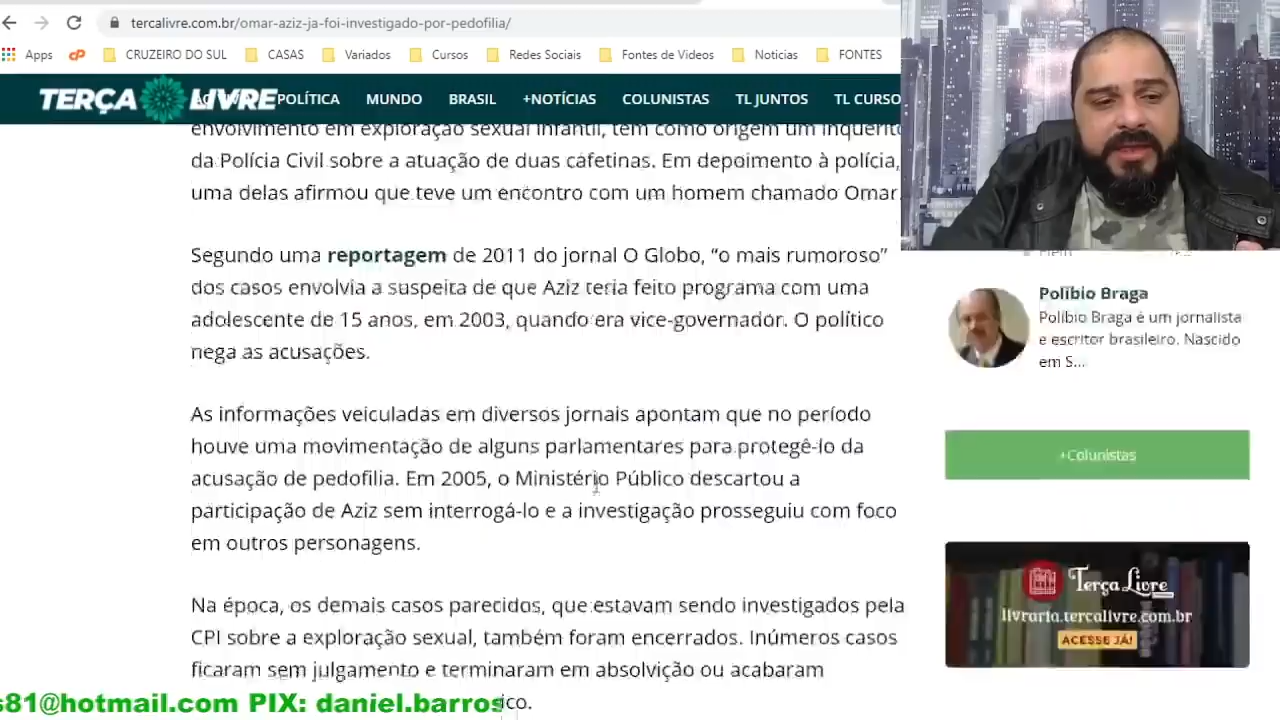 tercalivre.com.br/omar-aziz-ja-foi-investigado-por-pedofilia/
Apps CRUZEIRO DO SUL CASAS Variados Cursos Redes Sociais Fontes de Videos Noticias FONTES
TERÇA LIVRE POLÍTICA MUNDO BRASIL +NOTÍCIAS COLUNISTAS TL JUNTOS TL CURSO
envolvimento em exploração sexual infantil, têm como origem um inquérito
da Polícia Civil sobre a atuação de duas cafetinas. Em depoimento à polícia,
uma delas afirmou que teve um encontro com um homem chamado Omar.
Segundo uma reportagem de 2011 do jornal O Globo, “o mais rumoroso”
dos casos envolvia a suspeita de que Aziz teria feito programa com uma
adolescente de 15 anos, em 2003, quando era vice-governador. O político
nega as acusações.
As informações veiculadas em diversos jornais apontam que no período
houve uma movimentação de alguns parlamentares para protegê-lo da
acusação de pedofilia. Em 2005, o Ministério Público descartou a
participação de Aziz sem interrogá-lo e a investigação prosseguiu com foco
em outros personagens.
Na época, os demais casos parecidos, que estavam sendo investigados pela
CPI sobre a exploração sexual, também foram encerrados. Inúmeros casos
ficaram sem julgamento e terminaram em absolvição ou acabaram
ico.
s81@hotmail.com PIX: daniel.barros
Políbio Braga
Políbio Braga é um jornalista
e escritor brasileiro. Nascido
em S...
+Colunistas
Terça Livre
livraria.tercalivre.com.br
ACESSE JÁ!